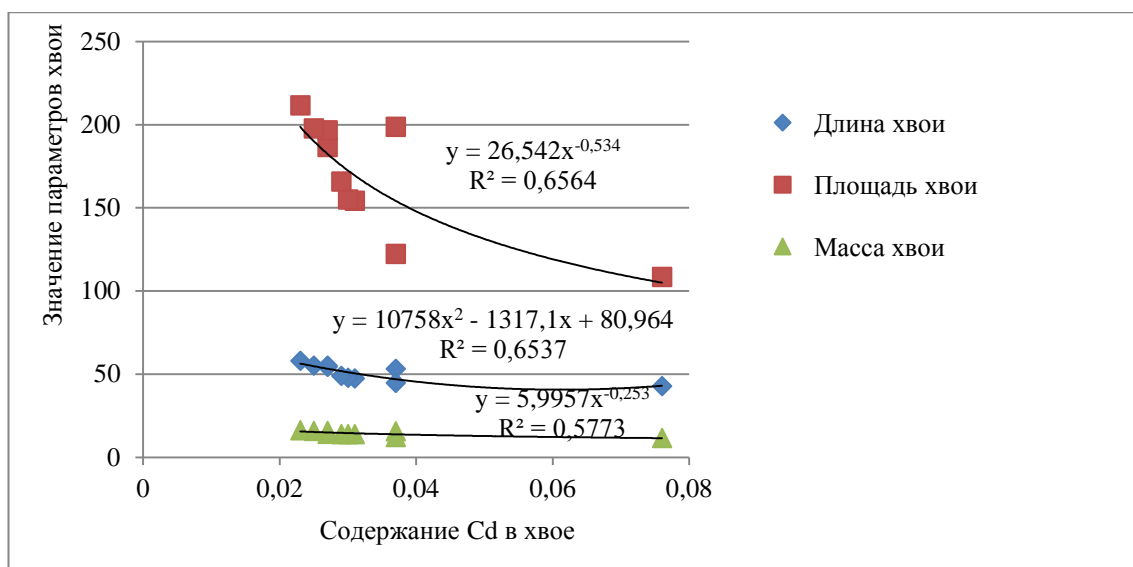 250
200
150
100
50
0
0
0,02
0,04
0,06
0,08
Значение параметров хвои
Содержание Cd в хвое
y = 26,542x^-0,534
R² = 0,6564
y = 10758x² - 1317,1x + 80,964
R² = 0,6537
y = 5,9957x^-0,253
R² = 0,5773
Длина хвои
Площадь хвои
Масса хвои